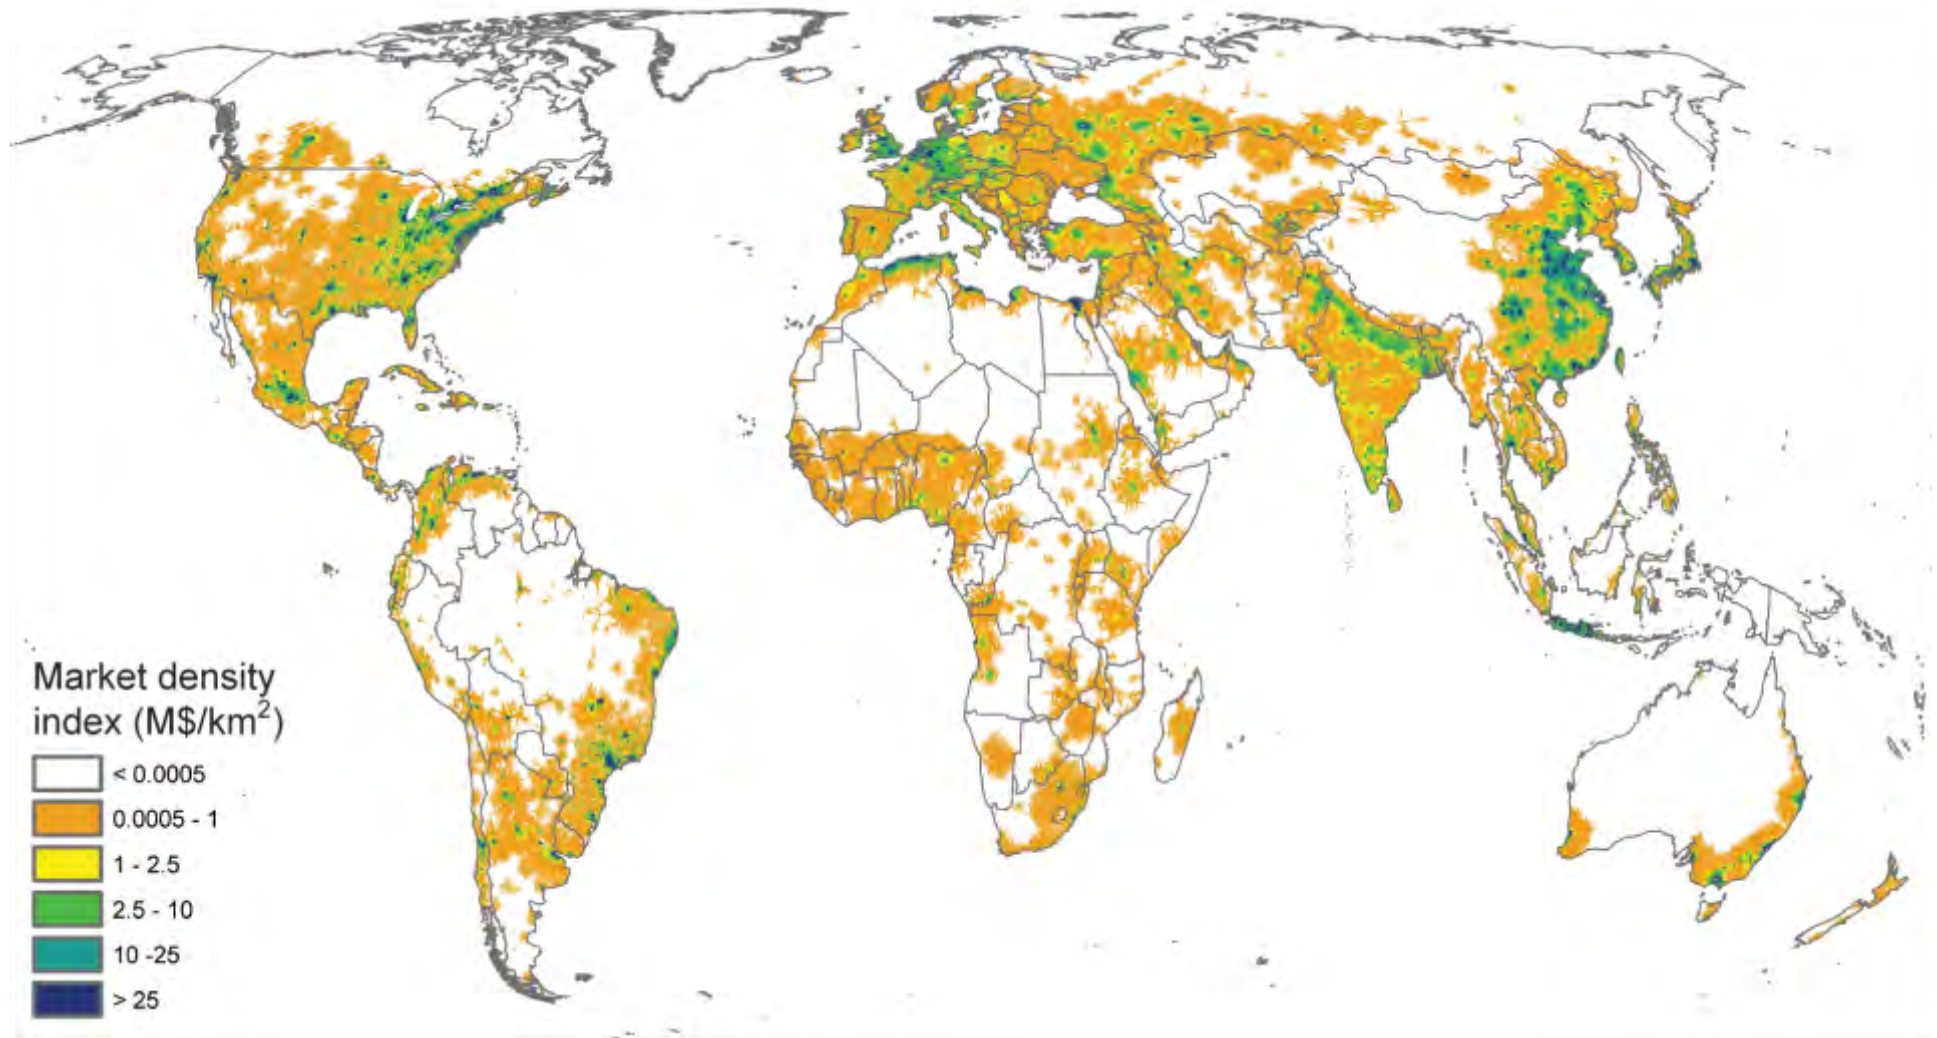 Market density
index (M$/km²)
< 0.0005
0.0005 - 1
1 - 2.5
2.5 - 10
10 -25
> 25